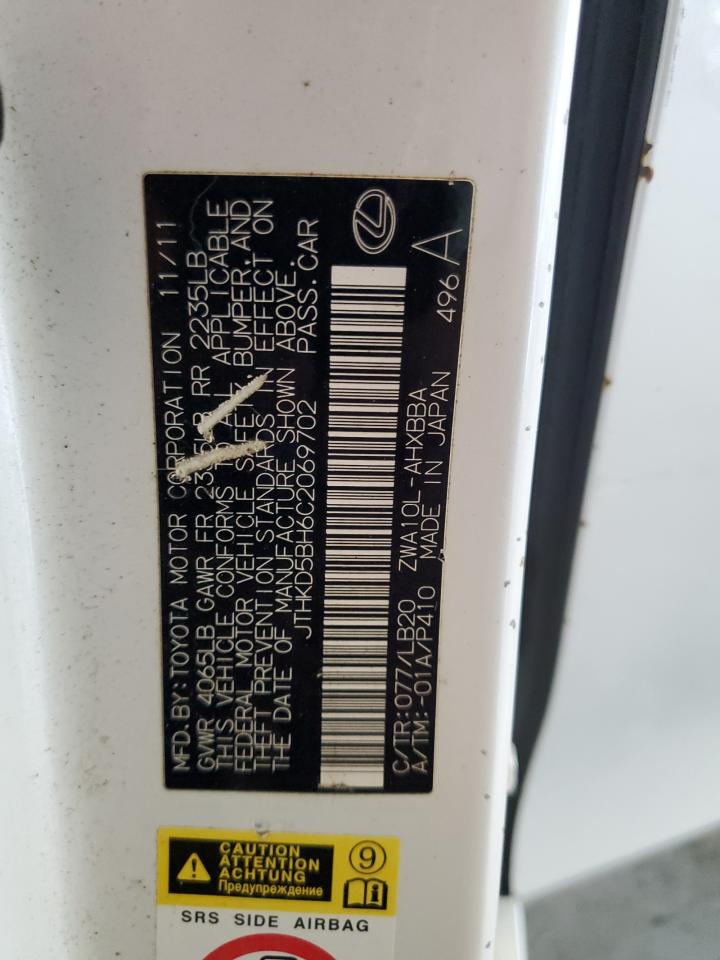 MFD.BY: TOYOTA MOTOR CORPORATION 11/11
GVWR 4065LB GAWR FR 2355LB RR 2235LB
THIS VEHICLE CONFORMS TO ALL APPLICABLE
FEDERAL MOTOR VEHICLE SAFETY, BUMPER, AND
THEFT PREVENTION STANDARDS IN EFFECT ON
THE DATE OF MANUFACTURE SHOWN ABOVE.
JTHKD5BH6C2069702 PASS.CAR
C/TR:077/LB20 ZWA10L-AHXBBA 496
A/TM:-01A/P410 MADE IN JAPAN A
CAUTION
ATTENTION
ACHTUNG
Предупреждение
9
SRS SIDE AIRBAG